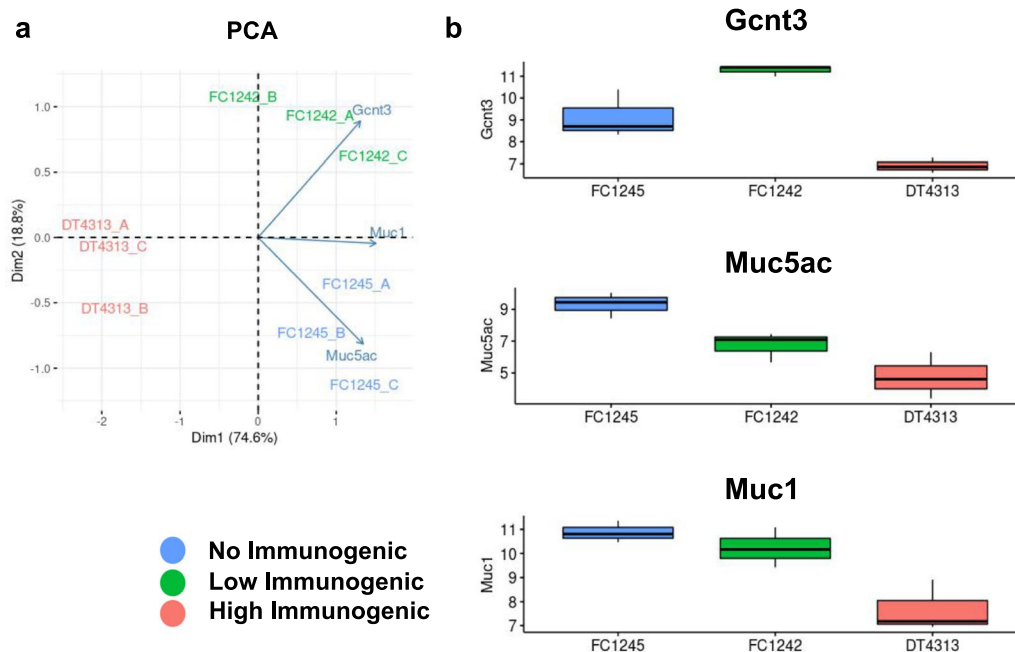 a
PCA
FC1242_B
FC1242_A
Gcnt3
FC1242_C
DT4313_A
DT4313_C
Muc1
FC1245_A
DT4313_B
FC1245_B
Muc5ac
FC1245_C
1.0
0.5
0.0
-0.5
-1.0
Dim2 (18.8%)
-2
-1
0
1
Dim1 (74.6%)
No Immunogenic
Low Immunogenic
High Immunogenic
b
Gcnt3
Gcnt3
11
10
9
8
7
FC1245
FC1242
DT4313
Muc5ac
Muc5ac
9
7
5
FC1245
FC1242
DT4313
Muc1
Muc1
11
10
9
8
7
FC1245
FC1242
DT4313